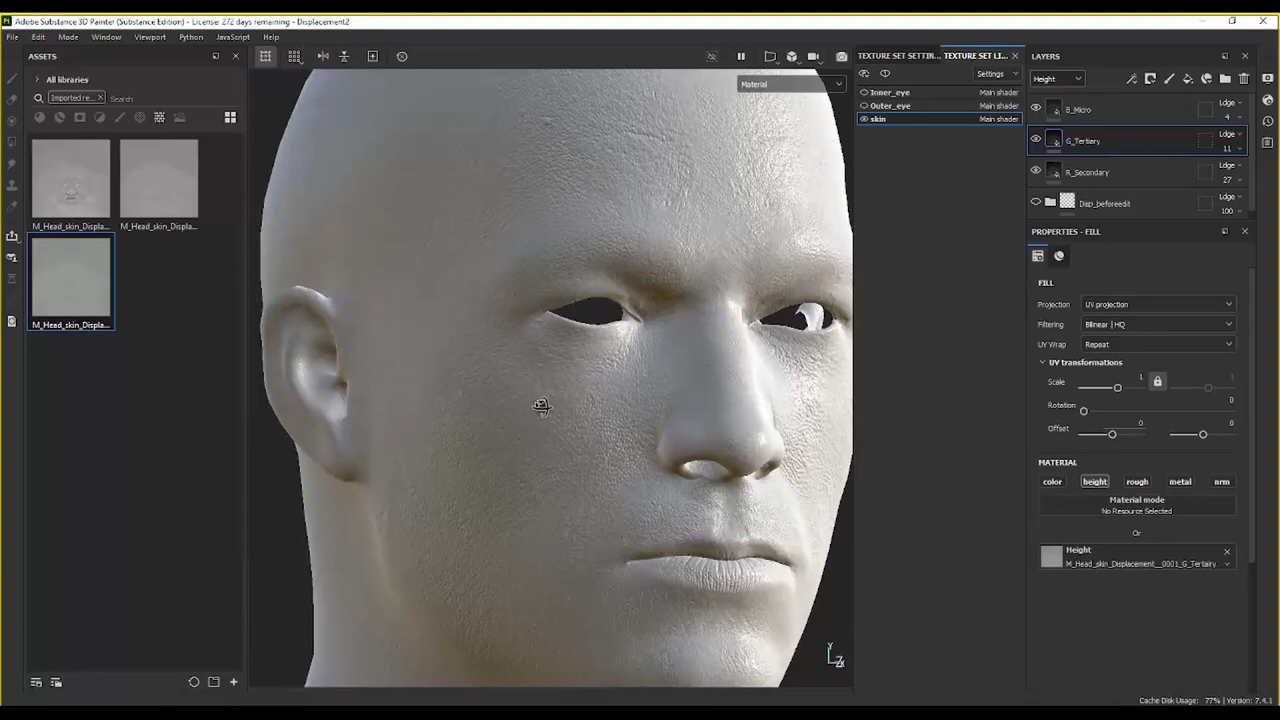 Adobe Substance 3D Painter (Substance Edition) - License: 272 days remaining - Displacement2
File Edit Mode Window Viewport Python JavaScript Help
ASSETS
All libraries
Imported re...
Search
M_Head_skin_Displa...
M_Head_skin_Displa...
M_Head_skin_Displa...
Material
TEXTURE SET SETTIN...
TEXTURE SET LI...
Settings
Inner_eye Main shader
Outer_eye Main shader
skin Main shader
LAYERS
Height
B_Micro
Ldge
4
G_Tertiary
Ldge
11
R_Secondary
Ldge
27
Disp_beforeedit
Ldge
100
PROPERTIES - FILL
FILL
Projection UV projection
Filtering Bilinear | HQ
UV Wrap Repeat
UV transformations
Scale 1 1
Rotation 0
Offset 0 0
MATERIAL
color height rough metal nrm
Material mode
No Resource Selected
Or
Height
M_Head_skin_Displacement__0001_G_Tertairy
Y
Z
Cache Disk Usage: 77% | Version: 7.4.1